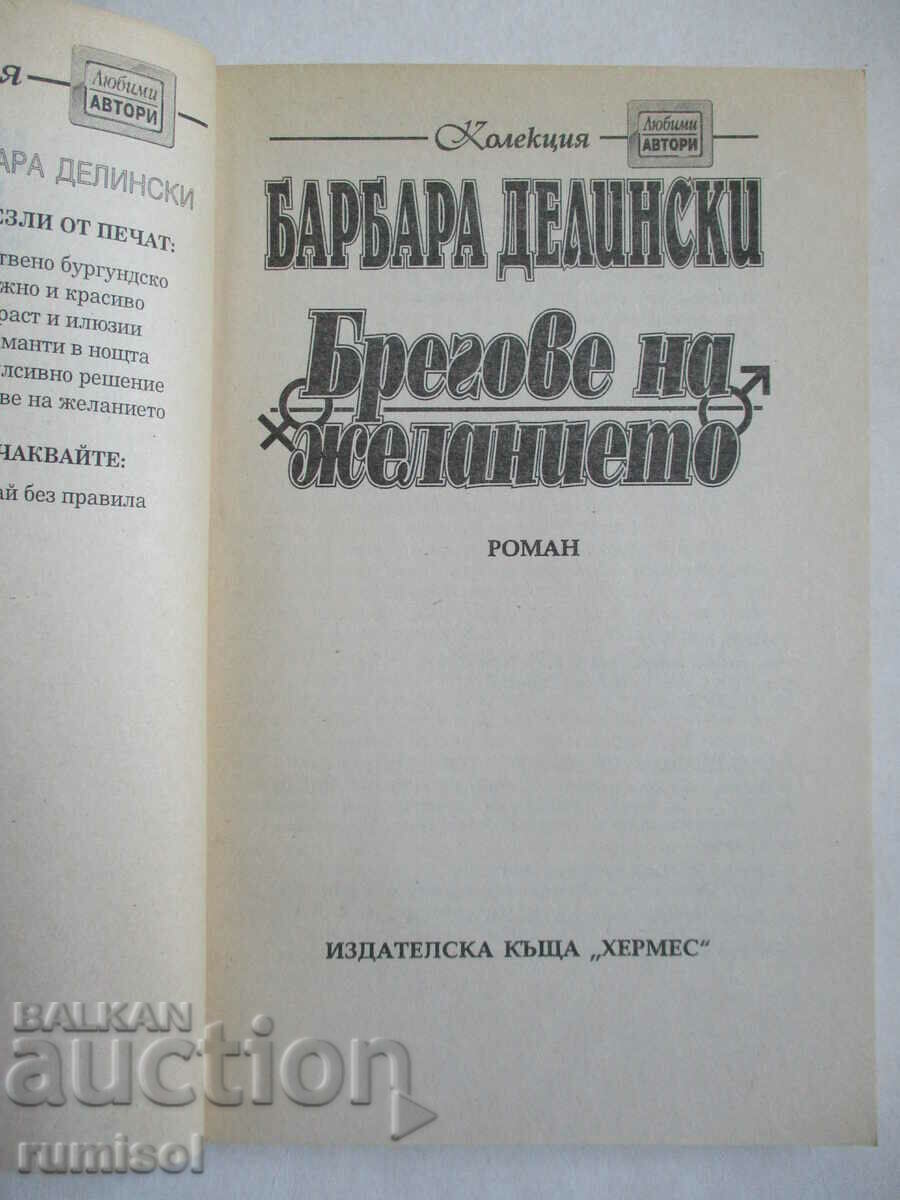 я
Любими
АВТОРИ
АРА ДЕЛИНСКИ
ЕЗЛИ ОТ ПЕЧАТ:
твено бургундско
жно и красиво
раст и илюзии
манти в нощта
лсивно решение
ве на желанието
ЧАКВАЙТЕ:
ай без правила
Колекция
Любими
АВТОРИ
БАРБАРА ДЕЛИНСКИ
Брегове на
желанието
РОМАН
ИЗДАТЕЛСКА КЪЩА „ХЕРМЕС“
BALKAN
auction
rumisol